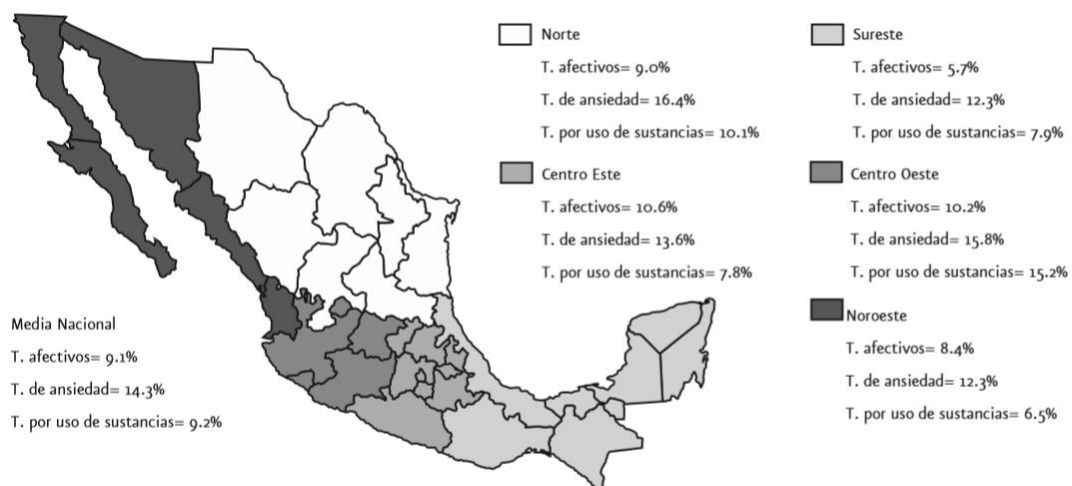 Norte
T. afectivos= 9.0%
T. de ansiedad= 16.4%
T. por uso de sustancias= 10.1%
Sureste
T. afectivos= 5.7%
T. de ansiedad= 12.3%
T. por uso de sustancias= 7.9%
Centro Este
T. afectivos= 10.6%
T. de ansiedad= 13.6%
T. por uso de sustancias= 7.8%
Centro Oeste
T. afectivos= 10.2%
T. de ansiedad= 15.8%
T. por uso de sustancias= 15.2%
Noroeste
T. afectivos= 8.4%
T. de ansiedad= 12.3%
T. por uso de sustancias= 6.5%
Media Nacional
T. afectivos= 9.1%
T. de ansiedad= 14.3%
T. por uso de sustancias= 9.2%